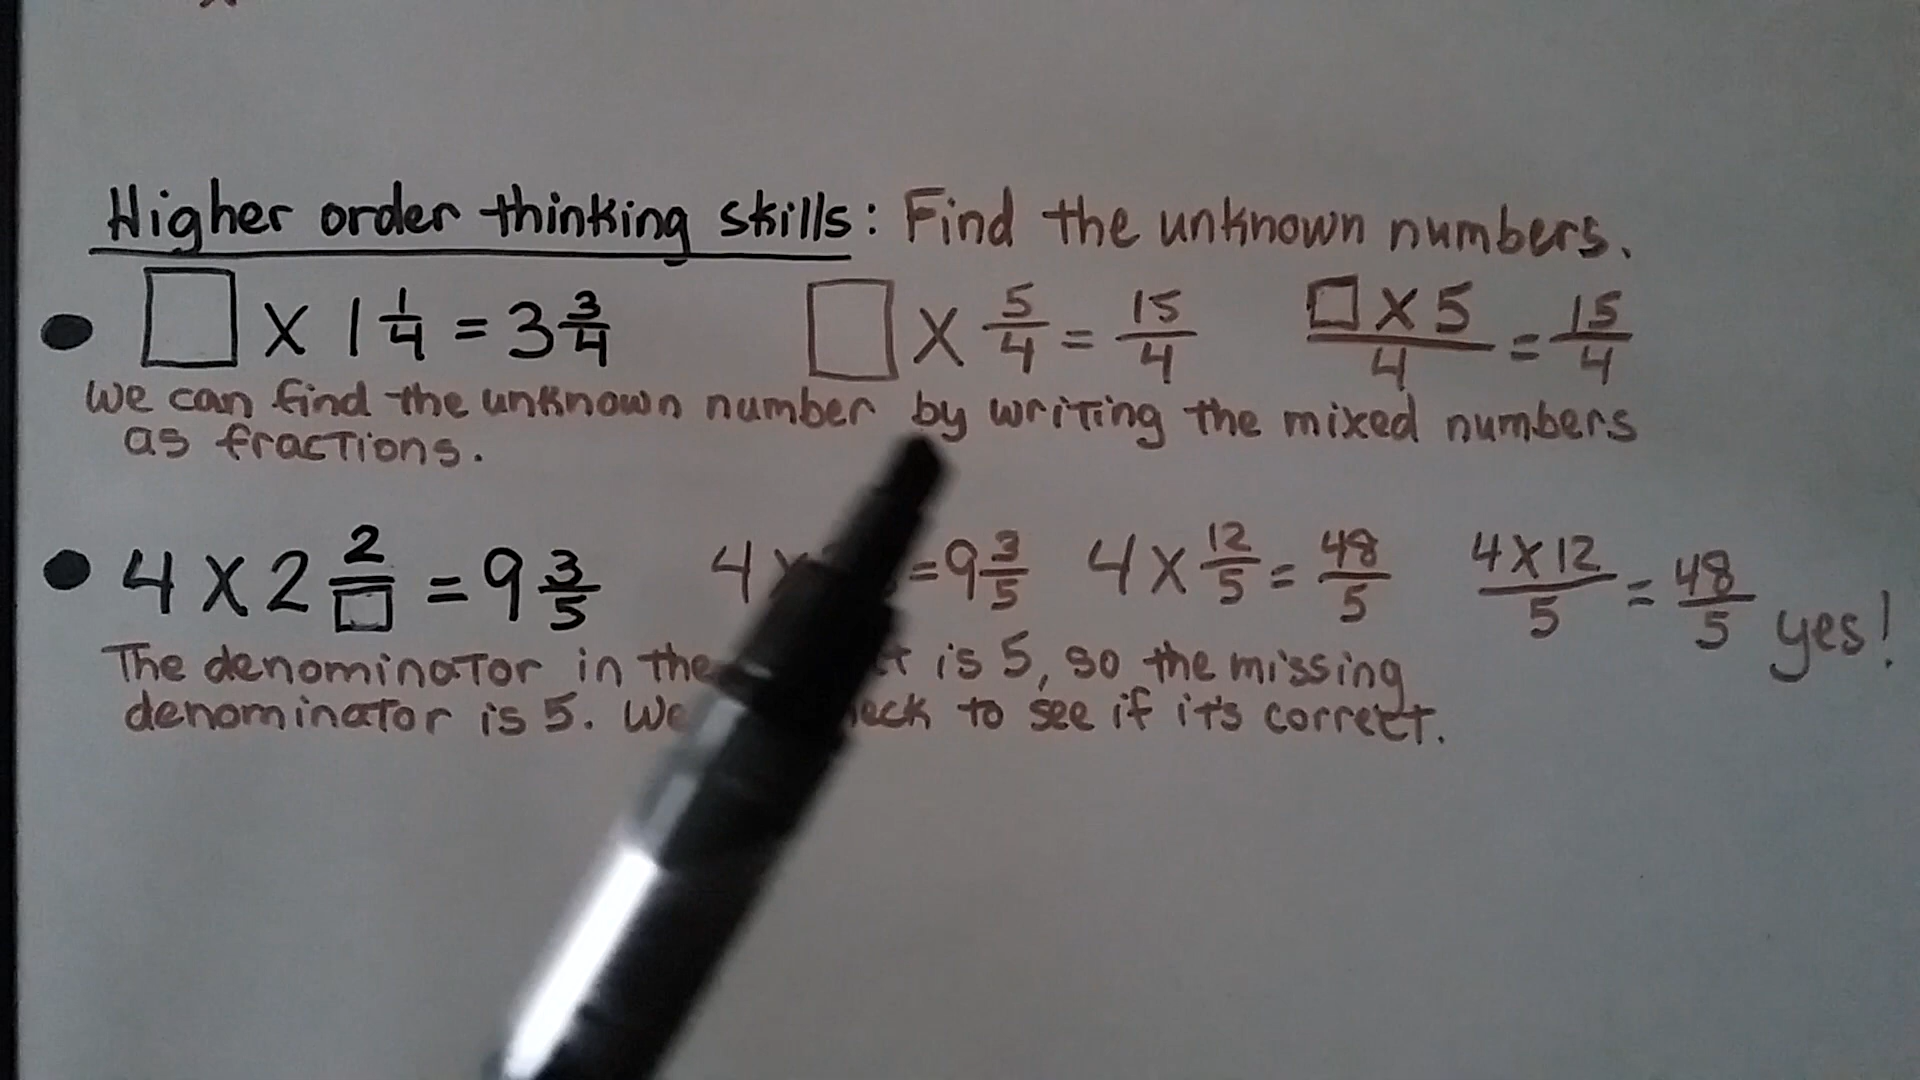 Higher order thinking skills: Find the unknown numbers.
□ X 1 1/4 = 3 3/4 □ X 5/4 = 15/4 □ X 5/4 = 15/4
We can find the unknown number by writing the mixed numbers
as fractions.
4 X 2 2/□ = 9 3/5 4 X = 9 3/5 4 X 12/5 = 48/5 4 X 12/5 = 48/5 yes!
The denominator in the is 5, so the missing
denominator is 5. We to see if it's correct.